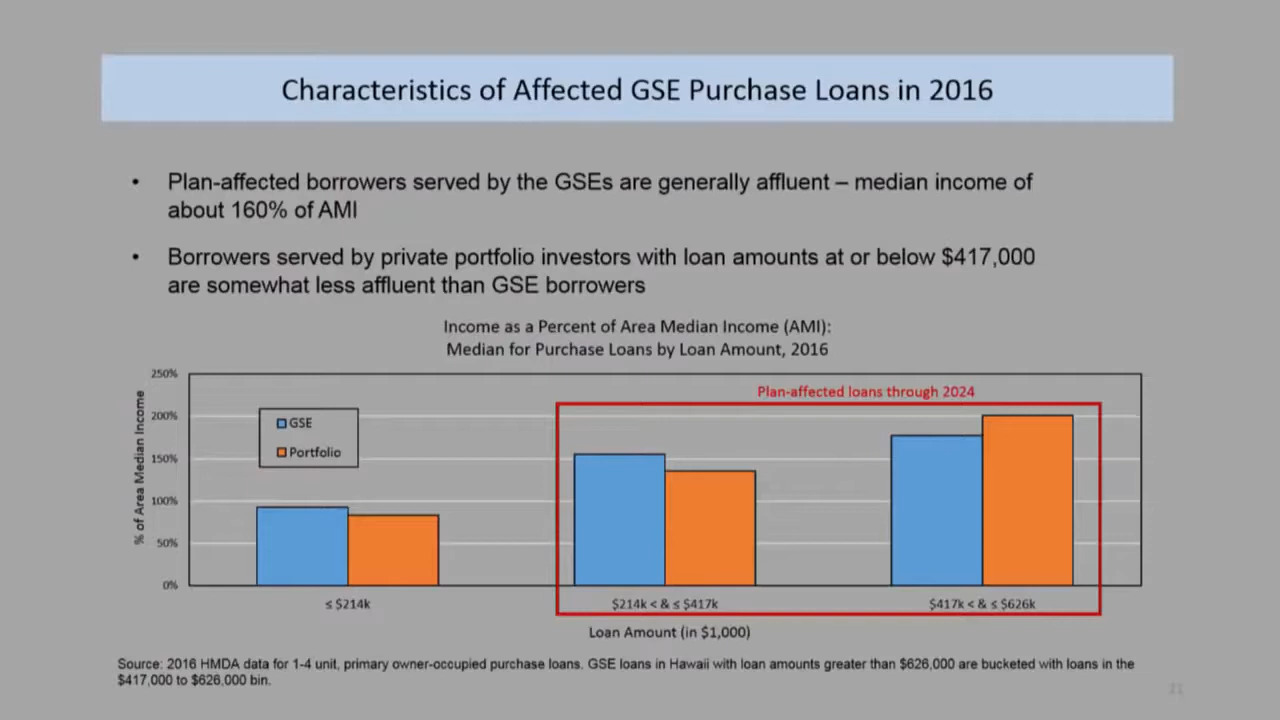 Characteristics of Affected GSE Purchase Loans in 2016
• Plan-affected borrowers served by the GSEs are generally affluent – median income of
about 160% of AMI
• Borrowers served by private portfolio investors with loan amounts at or below $417,000
are somewhat less affluent than GSE borrowers
Income as a Percent of Area Median Income (AMI):
Median for Purchase Loans by Loan Amount, 2016
% of Area Median Income
250%
200%
150%
100%
50%
0%
GSE
Portfolio
Plan-affected loans through 2024
≤ $214k
$214k < & ≤ $417k
$417k < & ≤ $626k
Loan Amount (in $1,000)
Source: 2016 HMDA data for 1-4 unit, primary owner-occupied purchase loans. GSE loans in Hawaii with loan amounts greater than $626,000 are bucketed with loans in the
$417,000 to $626,000 bin.